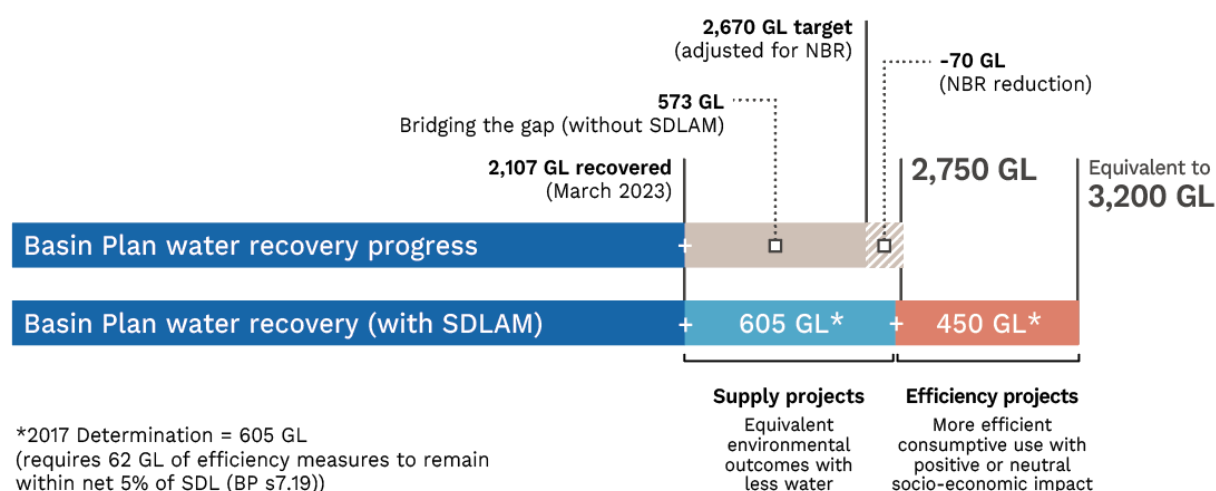 2,670 GL target
(adjusted for NBR)
-70 GL
(NBR reduction)
573 GL
Bridging the gap (without SDLAM)
2,107 GL recovered
(March 2023)
2,750 GL
Equivalent to
3,200 GL
Basin Plan water recovery progress
+
Basin Plan water recovery (with SDLAM)
+ 605 GL* + 450 GL*
Supply projects
Equivalent
environmental
outcomes with
less water
Efficiency projects
More efficient
consumptive use with
positive or neutral
socio-economic impact
*2017 Determination = 605 GL
(requires 62 GL of efficiency measures to remain
within net 5% of SDL (BP s7.19))